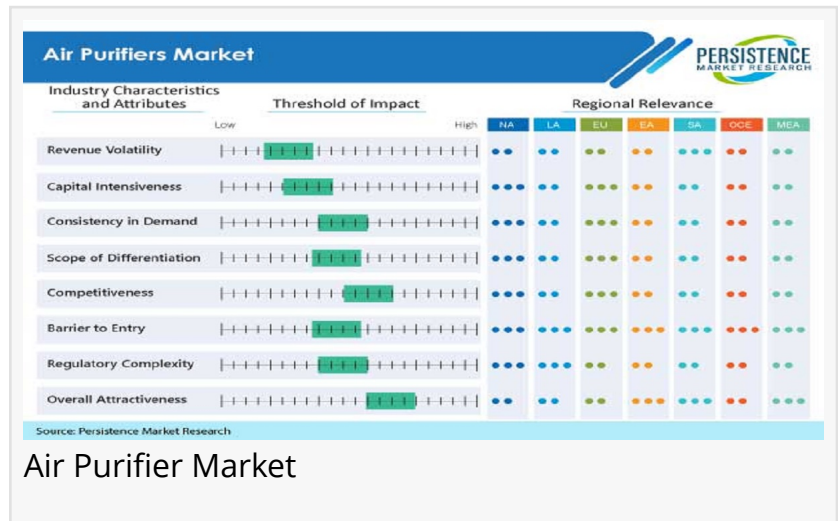 Air Purifiers Market
PERSISTENCE
MARKET RESEARCH
Industry Characteristics
and Attributes
Threshold of Impact
Regional Relevance
Low
High
NA
LA
EU
EA
SA
OCE
MEA
Revenue Volatility
Capital Intensiveness
Consistency in Demand
Scope of Differentiation
Competitiveness
Barrier to Entry
Regulatory Complexity
Overall Attractiveness
Source: Persistence Market Research
Air Purifier Market